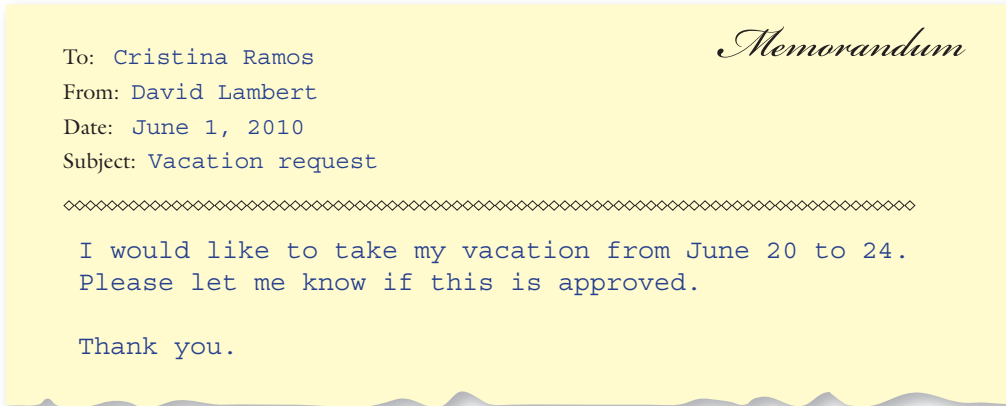 Memorandum
To: Cristina Ramos
From: David Lambert
Date: June 1, 2010
Subject: Vacation request
I would like to take my vacation from June 20 to 24.
Please let me know if this is approved.
Thank you.